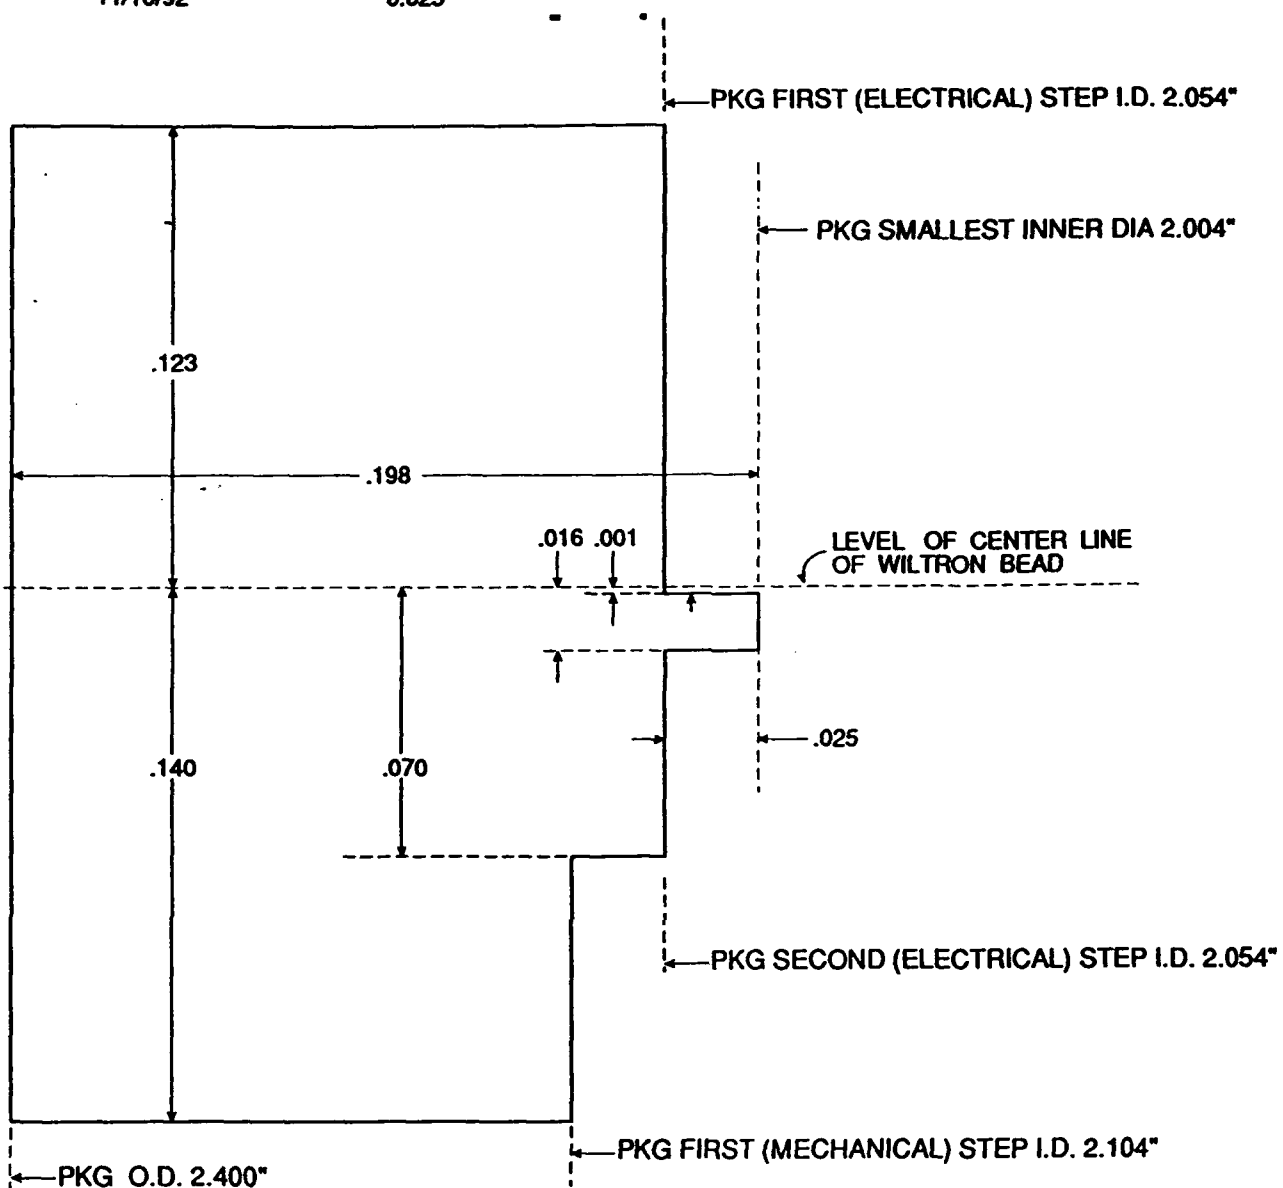 PKG FIRST (ELECTRICAL) STEP I.D. 2.054"
PKG SMALLEST INNER DIA 2.004"
.123
.198
.016 .001
LEVEL OF CENTER LINE
OF WILTRON BEAD
.140
.070
.025
PKG SECOND (ELECTRICAL) STEP I.D. 2.054"
PKG FIRST (MECHANICAL) STEP I.D. 2.104"
PKG O.D. 2.400"